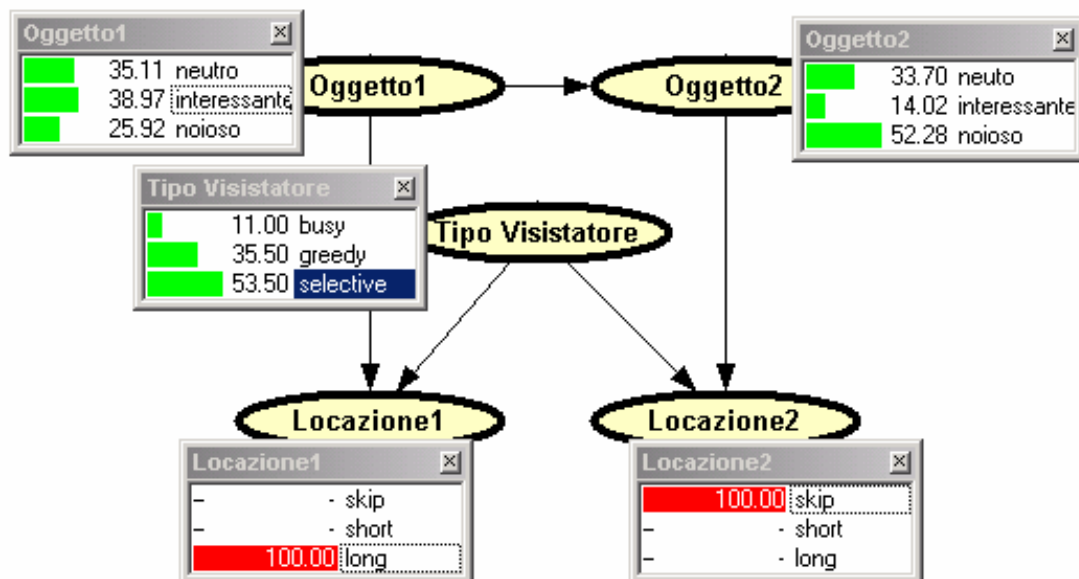 Oggetto1
35.11 neutro
38.97 interessante
25.92 noioso
Oggetto1
Oggetto2
Oggetto2
33.70 neuto
14.02 interessante
52.28 noioso
Tipo Visistatore
11.00 busy
35.50 greedy
53.50 selective
Tipo Visistatore
Locazione1
Locazione2
Locazione1
- - skip
- - short
100.00 long
Locazione2
100.00 skip
- - short
- - long